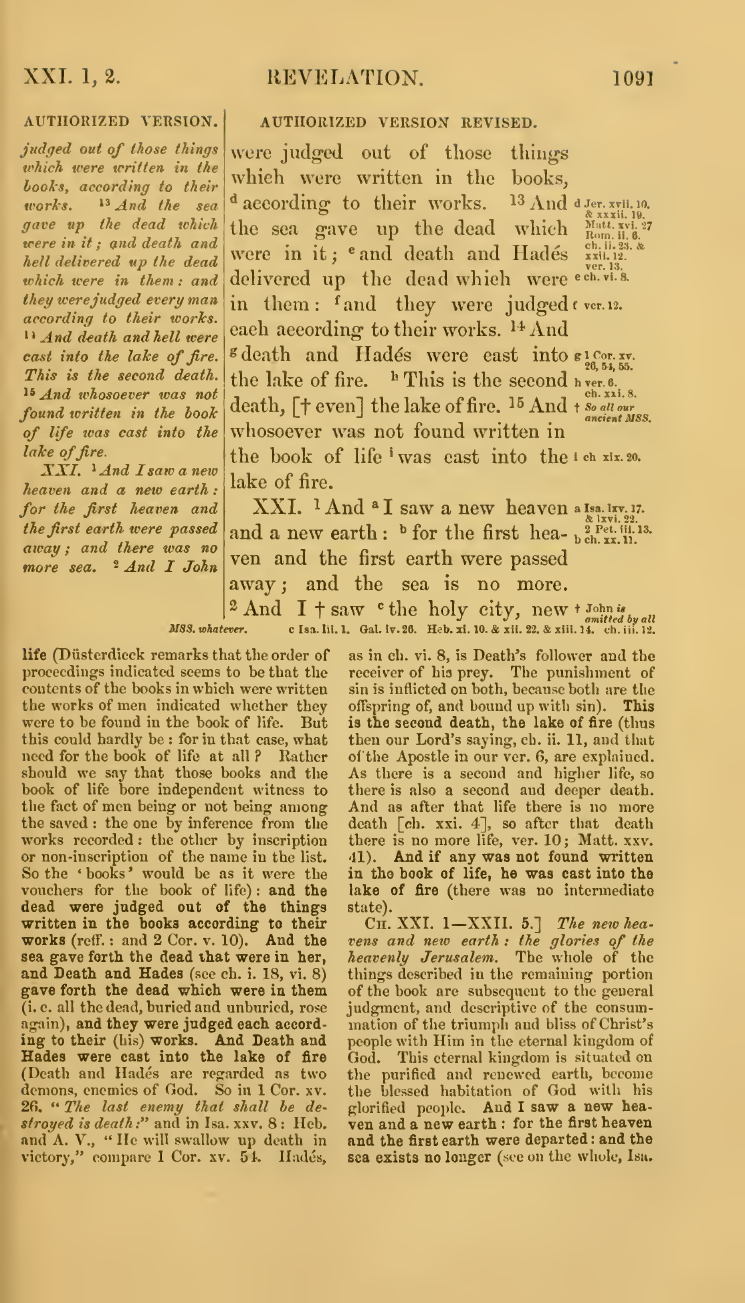 XXI. 1, 2.
REVELATION.
1091
AUTHORIZED VERSION.
judged out of those things
which were written in the
books, according to their
works. 13 And the sea
gave up the dead which
were in it; and death and
hell delivered up the dead
which were in them: and
they were judged every man
according to their works.
14 And death and hell were
cast into the lake of fire.
This is the second death.
15 And whosoever was not
found written in the book
of life was cast into the
lake of fire.
XXI. 1 And I saw a new
heaven and a new earth:
for the first heaven and
the first earth were passed
away; and there was no
more sea. 2 And I John
AUTHORIZED VERSION REVISED.
were judged out of those things
which were written in the books,
d according to their works. 13 And
the sea gave up the dead which
were in it; e and death and Hadés
delivered up the dead which were
in them: f and they were judged
each according to their works. 14 And
g death and Hadés were cast into
the lake of fire. h This is the second
death, [† even] the lake of fire. 15 And
whosoever was not found written in
the book of life i was cast into the
lake of fire.
XXI. 1 And a I saw a new heaven
and a new earth: b for the first hea-
ven and the first earth were passed
away; and the sea is no more.
2 And I † saw c the holy city, new
d Jer. xvii. 10,
& xxxii. 19.
Matt. xvi. 27
Rom. ii. 6.
ch. ii. 23. &
xxii. 12.
ver. 13.
e ch. vi. 8.
f ver. 12.
g 1 Cor. xv.
26, 54, 55.
h ver. 6.
ch. xxi. 8.
† So all our
ancient MSS.
i ch xix. 20.
a Isa. lxv. 17.
& lxvi. 22.
2 Pet. iii. 13.
b ch. xx. 11.
† John is
omitted by all
MSS. whatever.
c Isa. lii. 1. Gal. iv. 26. Heb. xi. 10. & xii. 22, & xiii. 14. ch. iii. 12.
life (Düsterdieck remarks that the order of
proceedings indicated seems to be that the
contents of the books in which were written
the works of men indicated whether they
were to be found in the book of life. But
this could hardly be: for in that case, what
need for the book of life at all? Rather
should we say that those books and the
book of life bore independent witness to
the fact of men being or not being among
the saved: the one by inference from the
works recorded: the other by inscription
or non-inscription of the name in the list.
So the 'books' would be as it were the
vouchers for the book of life): and the
dead were judged out of the things
written in the books according to their
works (reff.: and 2 Cor. v. 10). And the
sea gave forth the dead that were in her,
and Death and Hades (see ch. i. 18, vi. 8)
gave forth the dead which were in them
(i. e. all the dead, buried and unburied, rose
again), and they were judged each accord-
ing to their (his) works. And Death and
Hades were cast into the lake of fire
(Death and Hadés are regarded as two
demons, enemies of God. So in 1 Cor. xv.
26, "The last enemy that shall be de-
stroyed is death:" and in Isa. xxv. 8: Heb.
and A. V., "He will swallow up death in
victory," compare 1 Cor. xv. 54. Hadés,
as in ch. vi. 8, is Death's follower and the
receiver of his prey. The punishment of
sin is inflicted on both, because both are the
offspring of, and bound up with sin). This
is the second death, the lake of fire (thus
then our Lord's saying, ch. ii. 11, and that
of the Apostle in our ver. 6, are explained.
As there is a second and higher life, so
there is also a second and deeper death.
And as after that life there is no more
death [ch. xxi. 4], so after that death
there is no more life, ver. 10; Matt. xxv.
41). And if any was not found written
in the book of life, he was cast into the
lake of fire (there was no intermediate
state).
CH. XXI. 1—XXII. 5.] The new hea-
vens and new earth: the glories of the
heavenly Jerusalem. The whole of the
things described in the remaining portion
of the book are subsequent to the general
judgment, and descriptive of the consum-
mation of the triumph and bliss of Christ's
people with Him in the eternal kingdom of
God. This eternal kingdom is situated on
the purified and renewed earth, become
the blessed habitation of God with his
glorified people. And I saw a new hea-
ven and a new earth: for the first heaven
and the first earth were departed: and the
sea exists no longer (see on the whole, Isa.